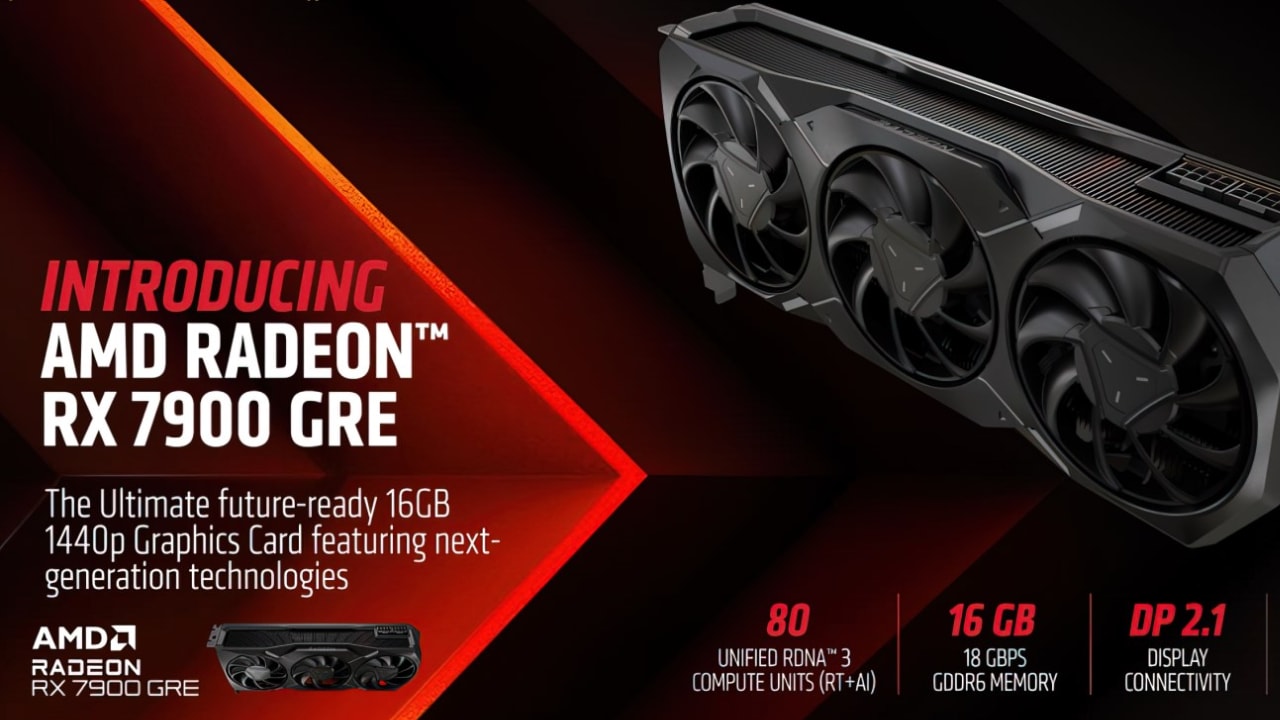 INTRODUCING
AMD RADEON™
RX 7900 GRE
The Ultimate future-ready 16GB
1440p Graphics Card featuring next-
generation technologies
AMD
RADEON
RX 7900 GRE
80
UNIFIED RDNA™ 3
COMPUTE UNITS (RT+AI)
16 GB
18 GBPS
GDDR6 MEMORY
DP 2.1
DISPLAY
CONNECTIVITY
RADEON